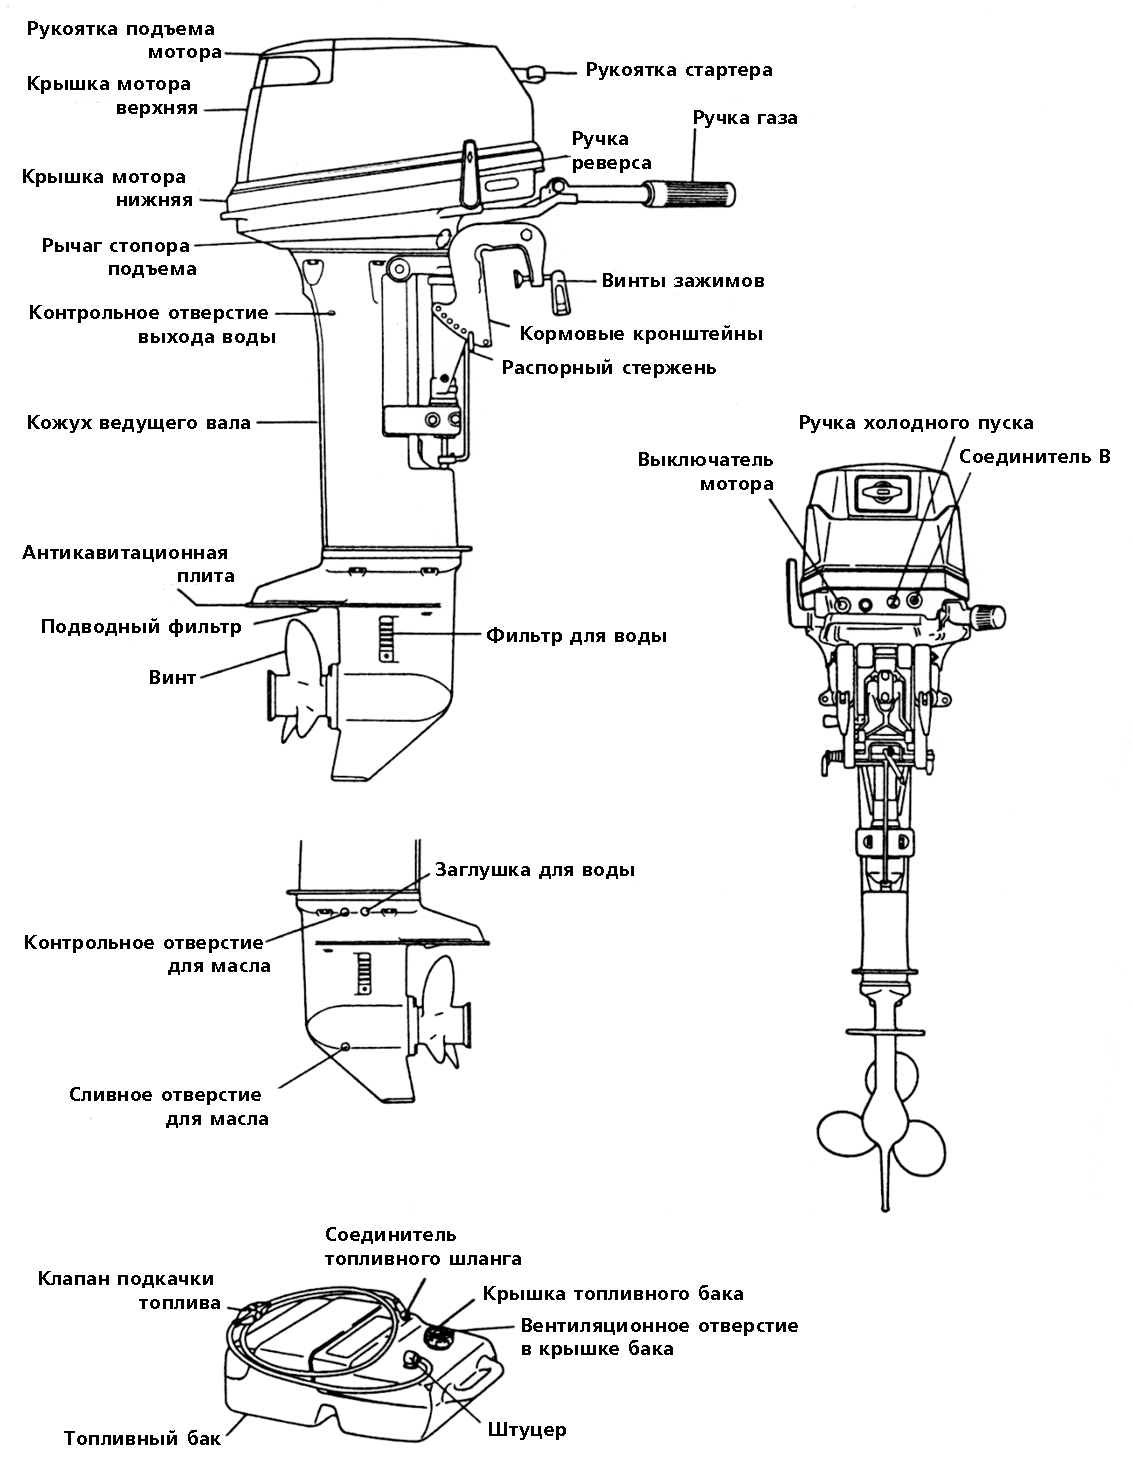 Рукоятка подъема
мотора
Крышка мотора
верхняя
Крышка мотора
нижняя
Рычаг стопора
подъема
Контрольное отверстие
выхода воды
Кожух ведущего вала
Антикавитационная
плита
Подводный фильтр
Винт
Рукоятка стартера
Ручка газа
Ручка
реверса
Винты зажимов
Кормовые кронштейны
Распорный стержень
Фильтр для воды
Ручка холодного пуска
Соединитель В
Выключатель
мотора
Заглушка для воды
Контрольное отверстие
для масла
Сливное отверстие
для масла
Соединитель
топливного шланга
Клапан подкачки
топлива
Крышка топливного бака
Вентиляционное отверстие
в крышке бака
Штуцер
Топливный бак